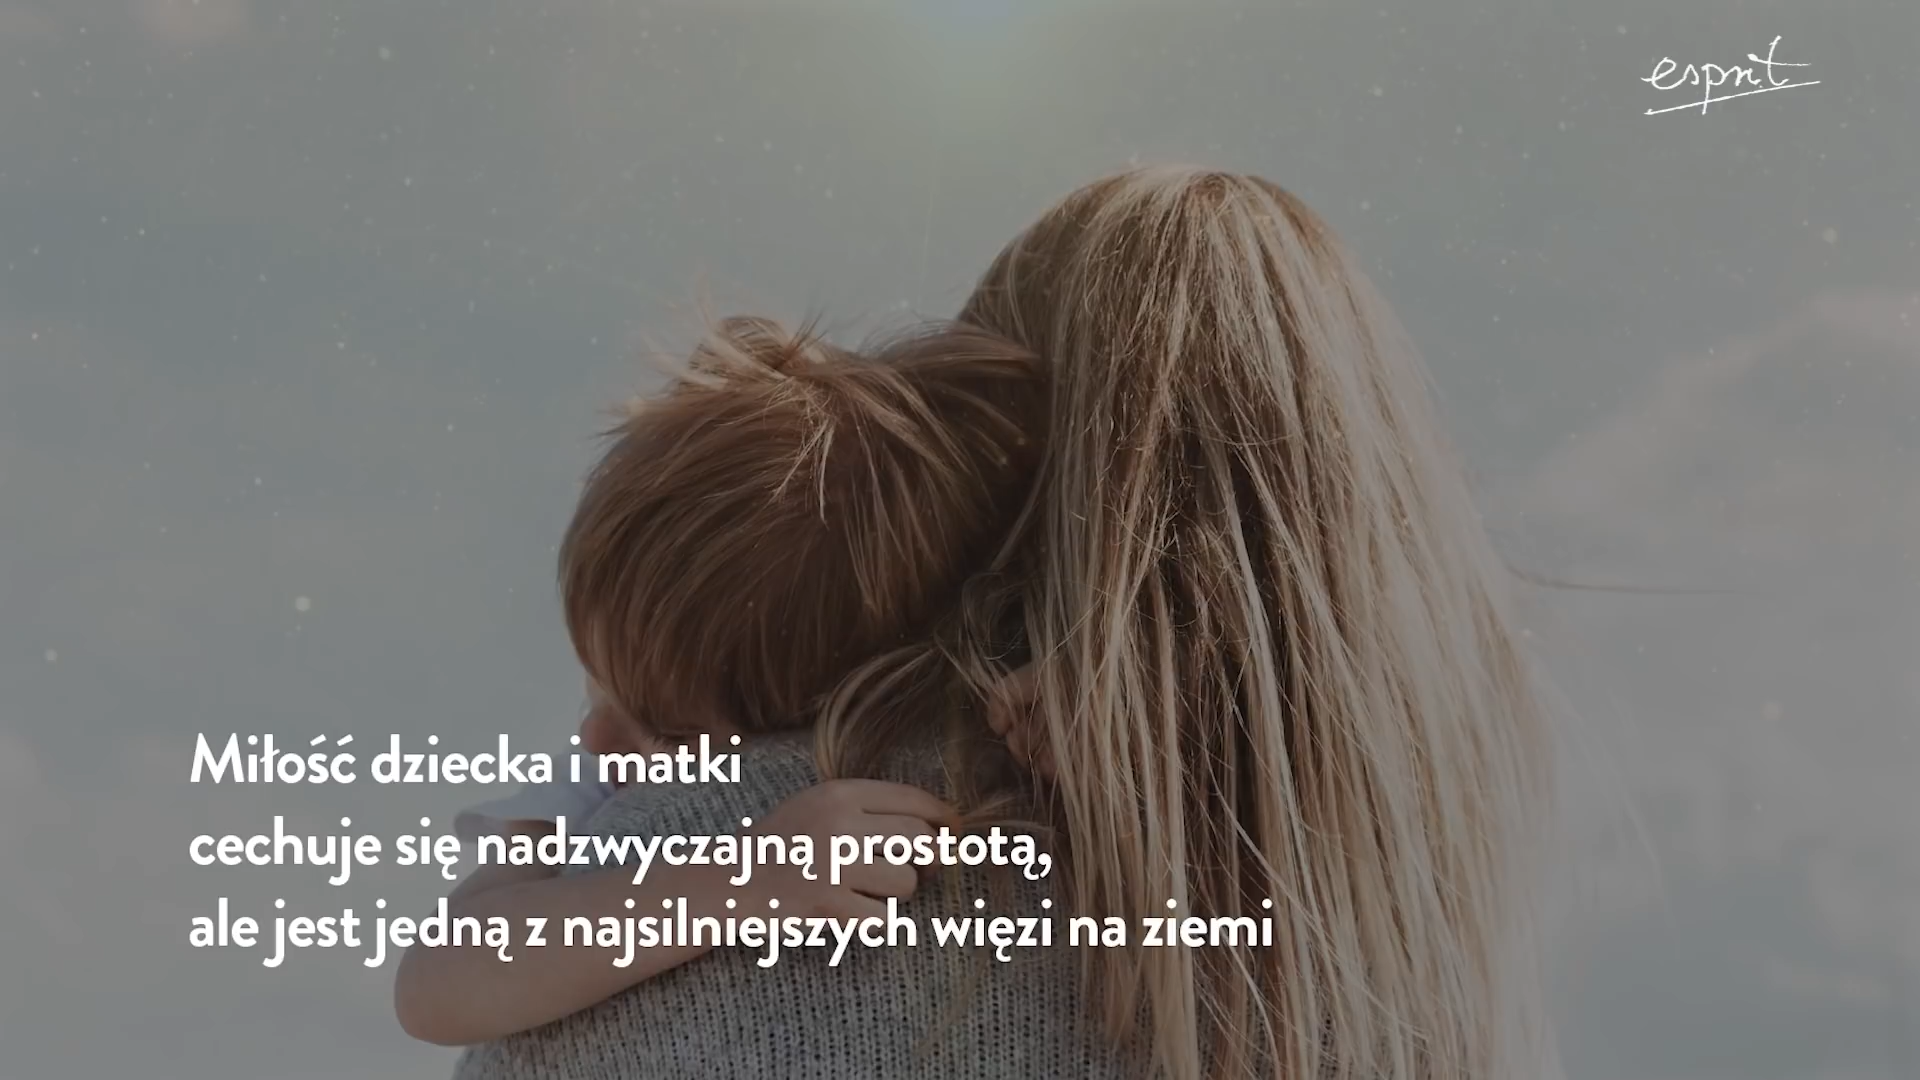 esprit
Miłość dziecka i matki
cechuje się nadzwyczajną prostotą,
ale jest jedną z najsilniejszych więzi na ziemi